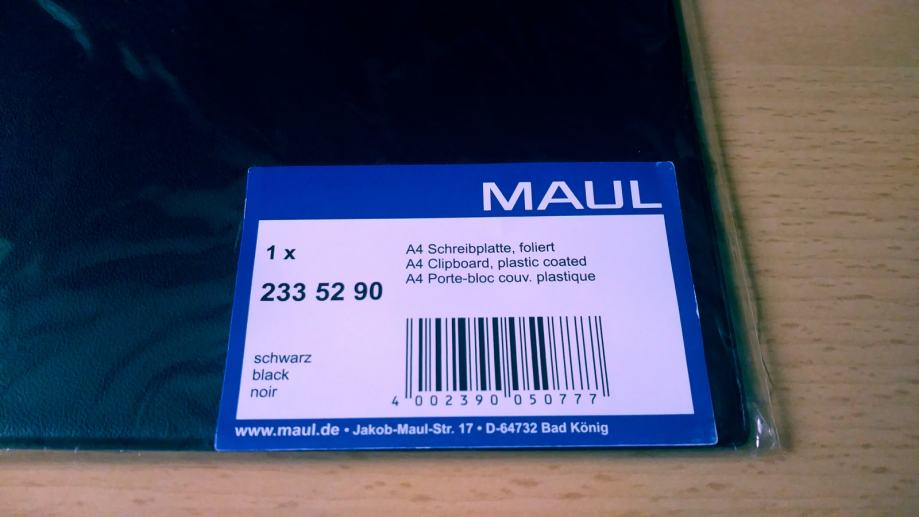 MAUL
1 x
233 52 90
A4 Schreibplatte, foliert
A4 Clipboard, plastic coated
A4 Porte-bloc couv. plastique
schwarz
black
noir
4 002390 050777
www.maul.de • Jakob-Maul-Str. 17 • D-64732 Bad König